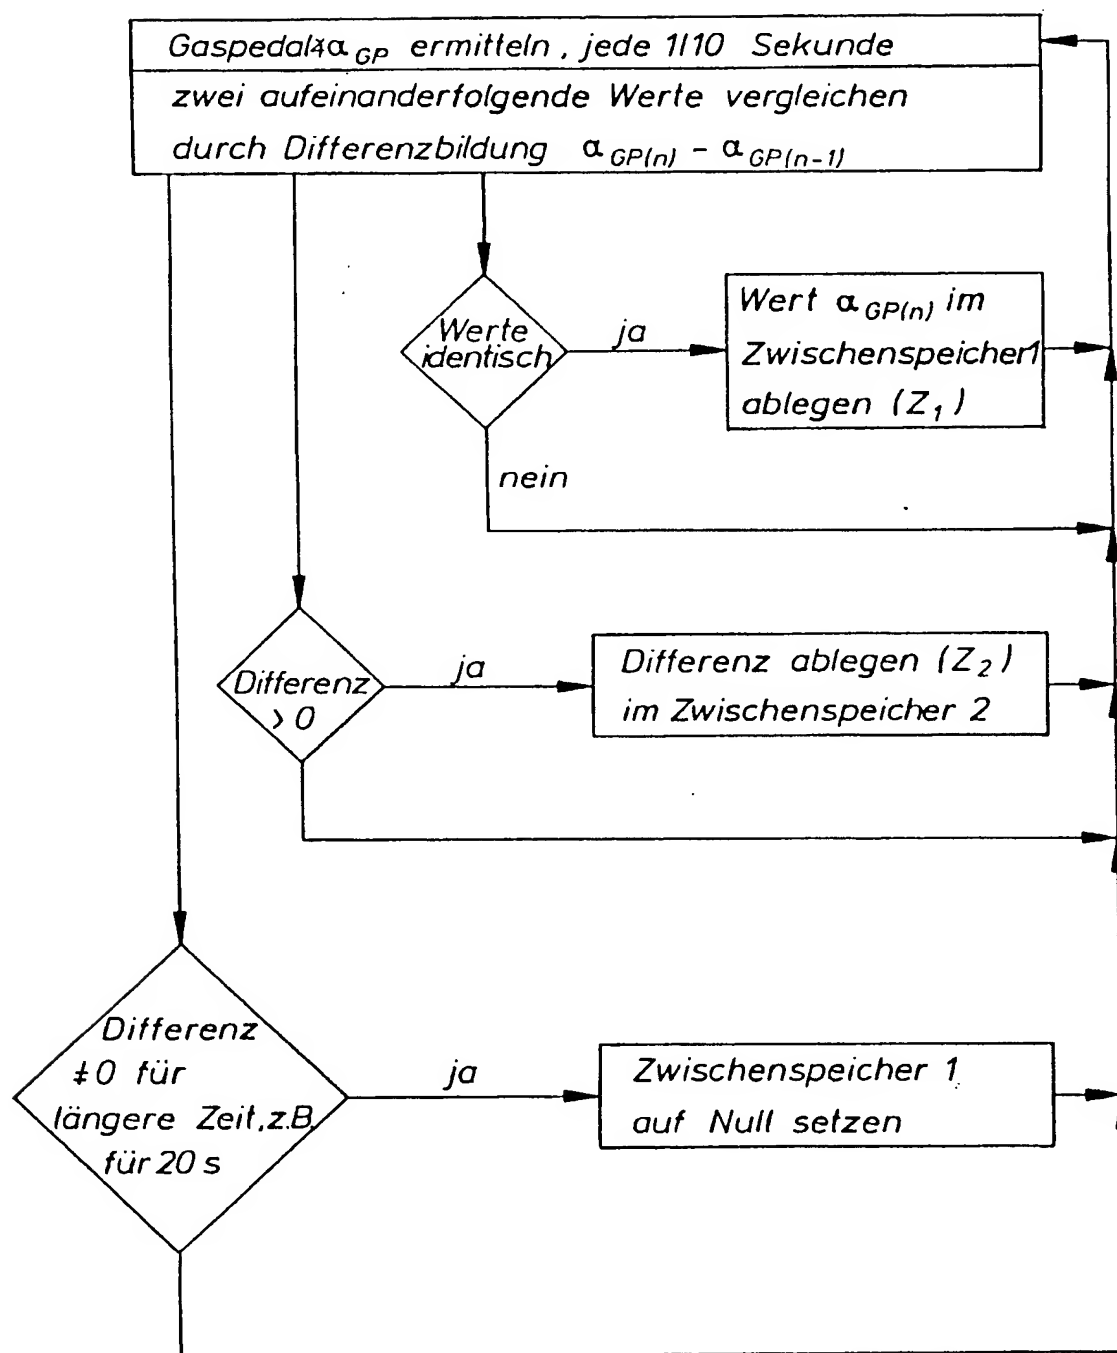 Gaspedal∢α GP ermitteln, jede 1/10 Sekunde
zwei aufeinanderfolgende Werte vergleichen
durch Differenzbildung α GP(n) - α GP(n-1)
Werte
identisch
ja
Wert α GP(n) im
Zwischenspeicher1
ablegen (Z1)
nein
Differenz
> 0
ja
Differenz ablegen (Z2)
im Zwischenspeicher 2
Differenz
‡0 für
längere Zeit, z.B.
für 20 s
ja
Zwischenspeicher 1
auf Null setzen